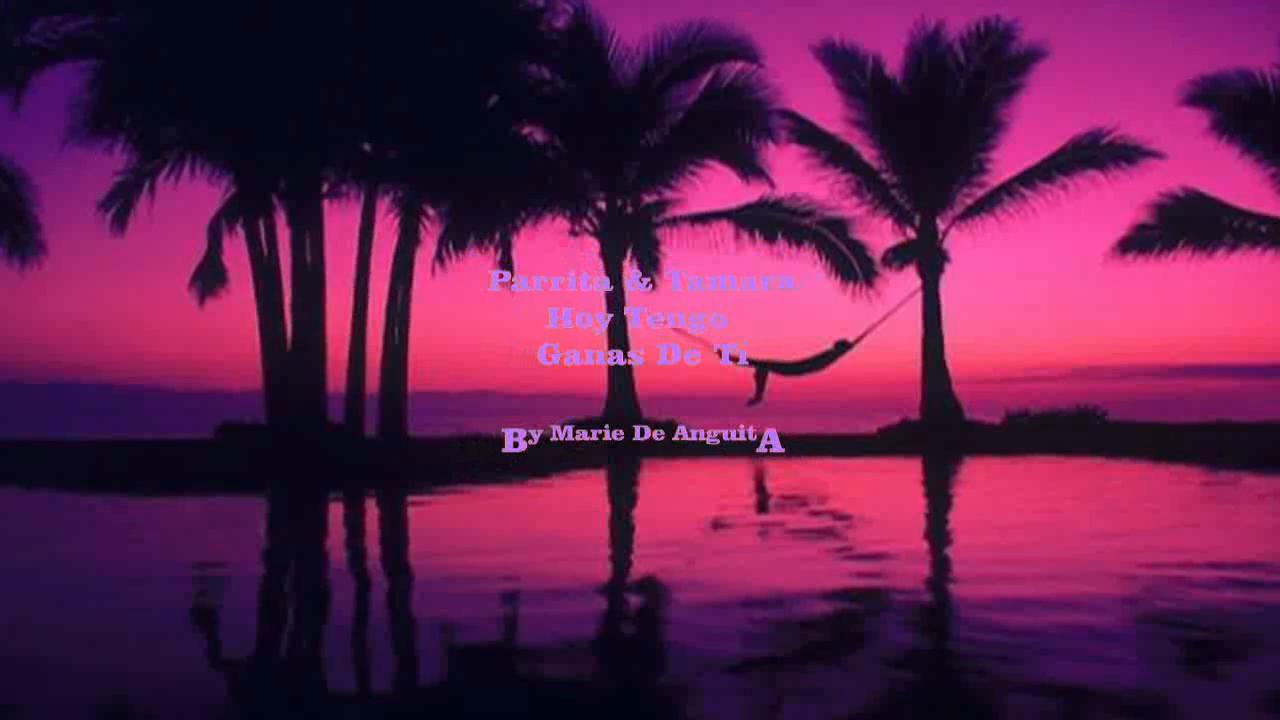 Parrita & Tamara
Hoy Tengo
Ganas De Ti
By Marie De AnguitA